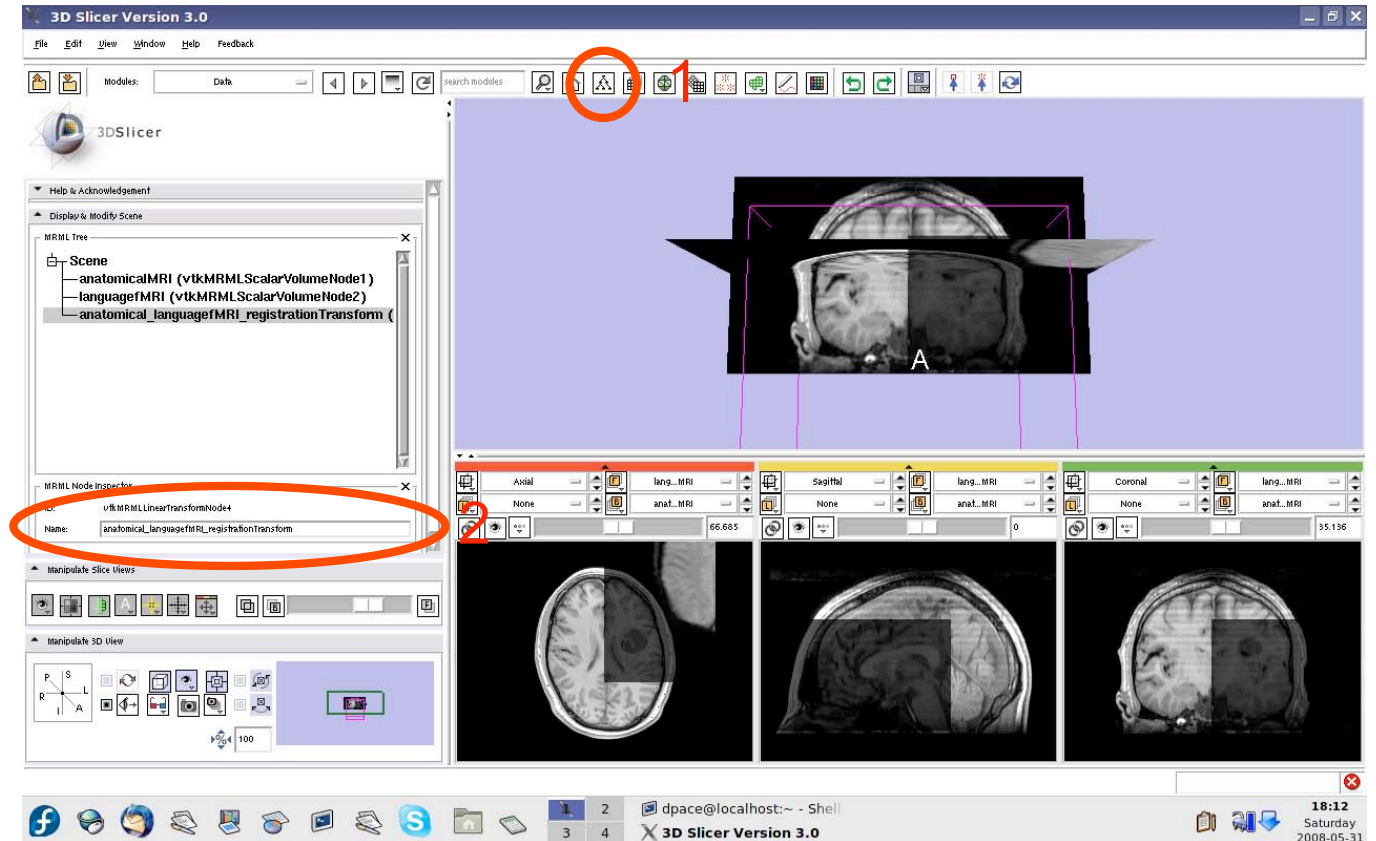 3D Slicer Version 3.0
File Edit View Window Help Feedback
Modules: Data search modules
1
3DSlicer
Help & Acknowledgement
Display & Modify Scene
MRML Tree
Scene
anatomicalMRI (vtkMRMLScalarVolumeNode1)
languagefMRI (vtkMRMLScalarVolumeNode2)
anatomical_languagefMRI_registrationTransform (
A
MRML Node Inspector
ID: vtkMRMLLinearTransformNode4
Name: anatomical_languagefMRI_registrationTransform
2
Axial F lang...MRI
L None B anat...MRI
66.685
Sagittal F lang...MRI
L None B anat...MRI
0
Coronal F lang...MRI
L None B anat...MRI
35.136
Manipulate Slice Views
A B F
Manipulate 3D View
P S
R L
I A
% 100
1 2
3 4
dpace@localhost:~ - Shell
3D Slicer Version 3.0
18:12
Saturday
2008-05-31